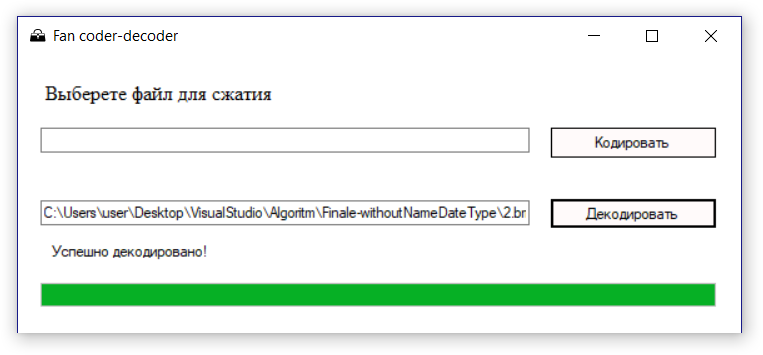 Fan coder-decoder
Выберете файл для сжатия
Кодировать
C:\Users\user\Desktop\VisualStudio\Algoritm\Finale-withoutNameDateType\2.br
Декодировать
Успешно декодировано!